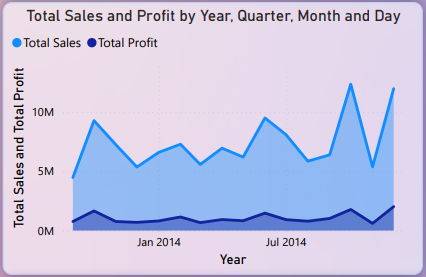 Total Sales and Profit by Year, Quarter, Month and Day
Total Sales Total Profit
Total Sales and Total Profit
10M
5M
0M
Jan 2014 Jul 2014
Year